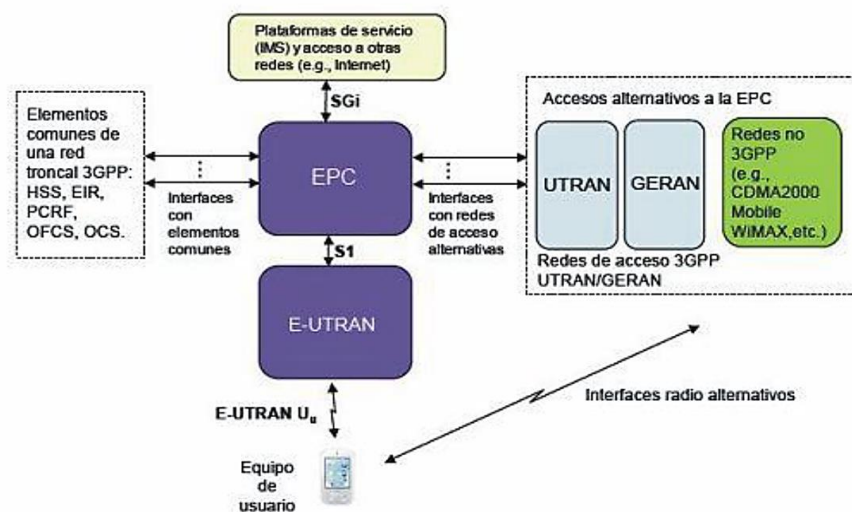 Plataformas de servicio
(IMS) y acceso a otras
redes (e.g., Internet)
SGi
Elementos
comunes de
una red
troncal 3GPP:
HSS, EIR,
PCRF,
OFCS, OCS.
Interfaces
con
elementos
comunes
EPC
Interfaces
con redes
de acceso
alternativas
Accesos alternativos a la EPC
UTRAN
GERAN
Redes no
3GPP
(e.g.,
CDMA2000
Mobile
WiMAX,etc.)
Redes de acceso 3GPP
UTRAN/GERAN
S1
E-UTRAN
E-UTRAN Uu
Interfaces radio alternativos
Equipo
de
usuario